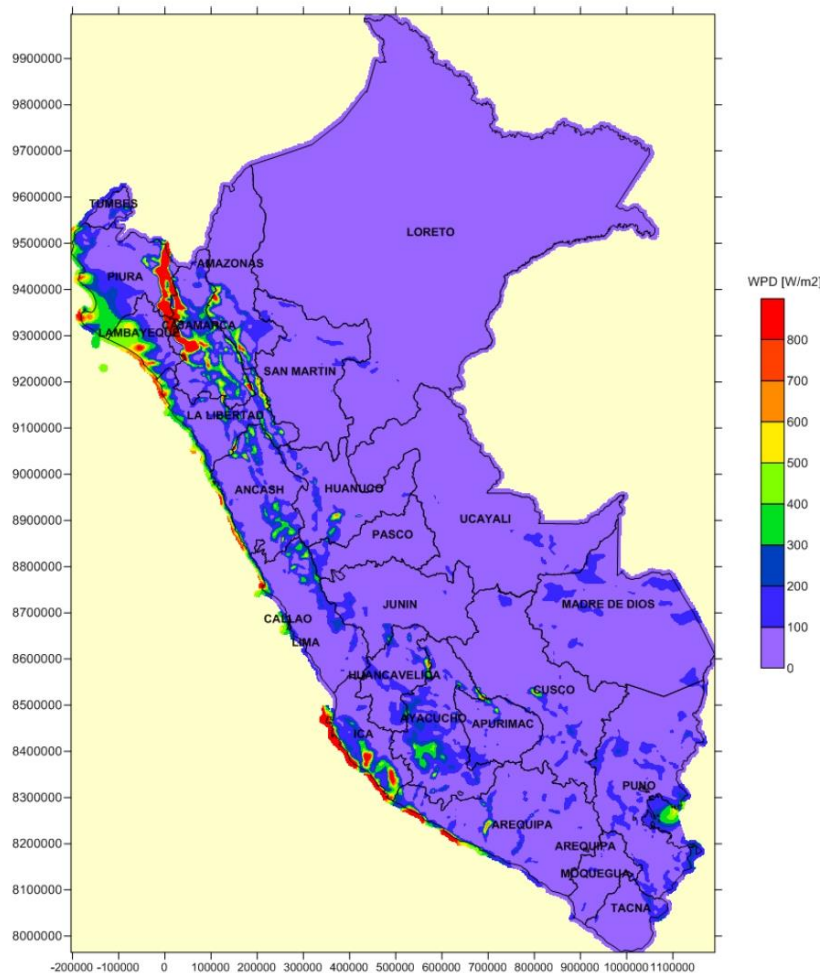 9900000
9800000
9700000
9600000
9500000
9400000
9300000
9200000
9100000
9000000
8900000
8800000
8700000
8600000
8500000
8400000
8300000
8200000
8100000
8000000
TUMBES
LORETO
AMAZONAS
PIURA
LAMBAYEQUE
CAJAMARCA
SAN MARTIN
LA LIBERTAD
ANCASH
HUANUCO
UCAYALI
PASCO
JUNIN
MADRE DE DIOS
CALLAO
LIMA
HUANCAVELICA
CUSCO
AYACUCHO
APURIMAC
ICA
PUNO
AREQUIPA
AREQUIPA
MOQUEGUA
TACNA
-200000 -100000 0 100000 200000 300000 400000 500000 600000 700000 800000 900000 1000000 1100000
WPD [W/m2]
800
700
600
500
400
300
200
100
0